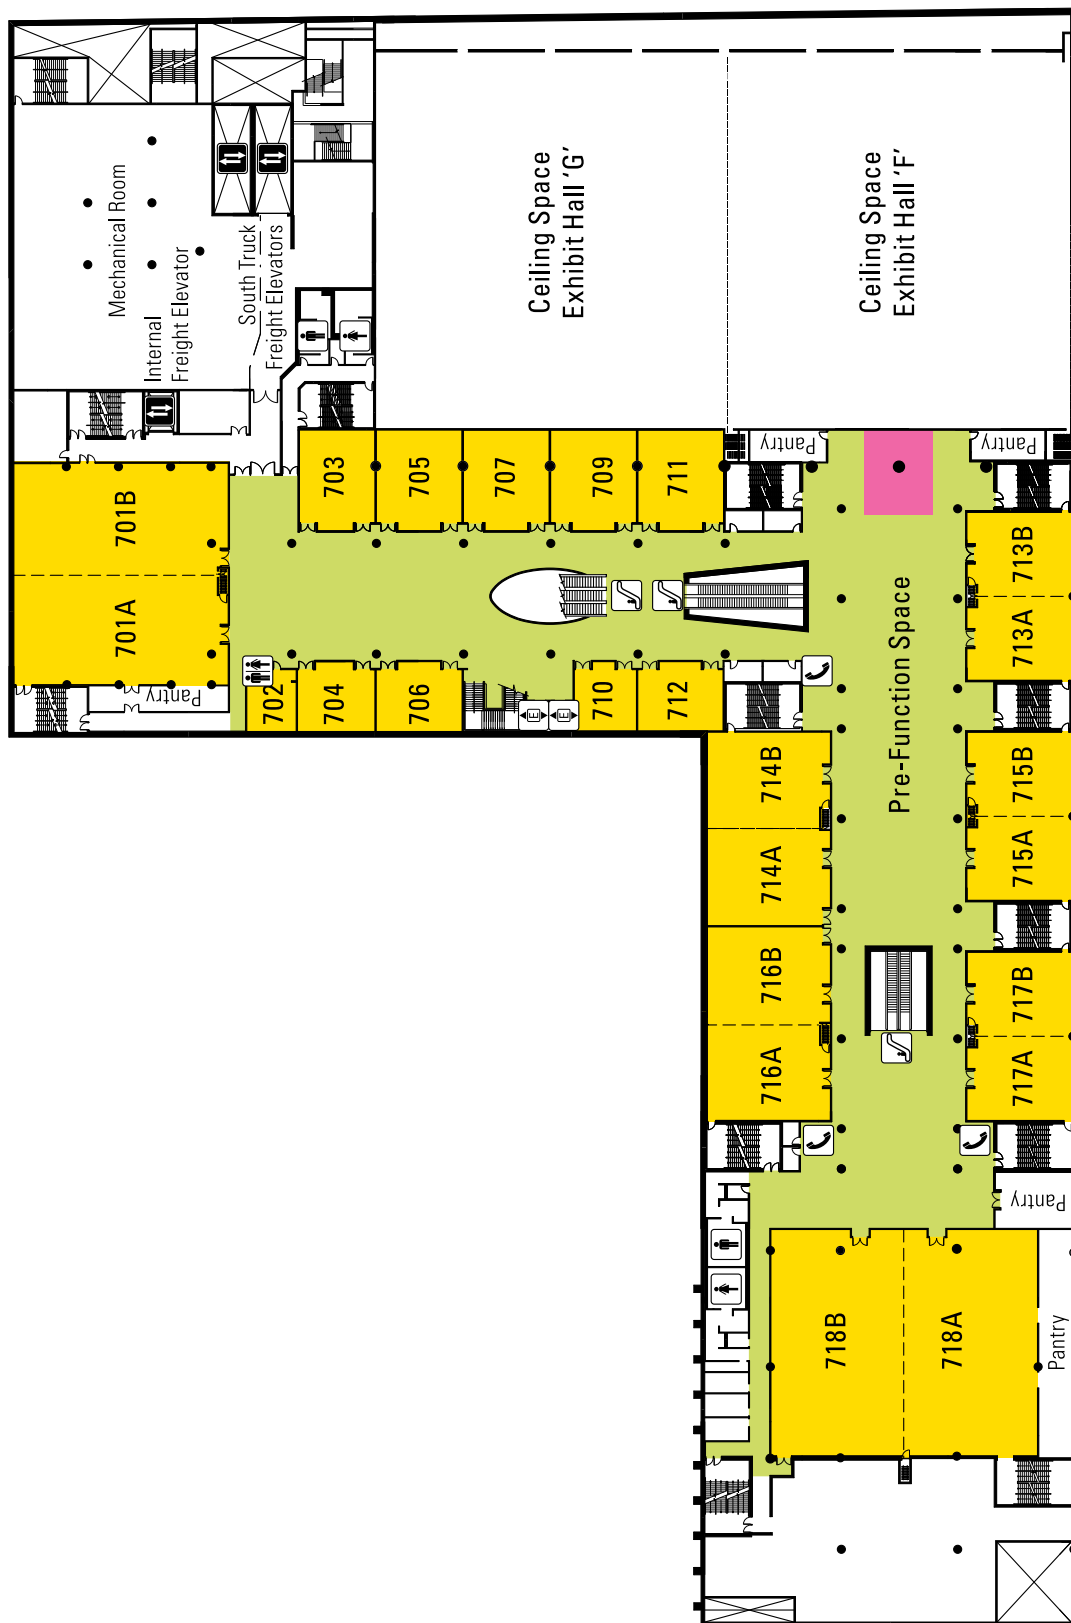 Mechanical Room
Internal
Freight Elevator
South Truck
Freight Elevators
Ceiling Space
Exhibit Hall 'G'
Ceiling Space
Exhibit Hall 'F'
701B
701A
703
705
707
709
711
Pantry
Pantry
Pantry
702
704
706
E
E
710
712
713B
713A
Pre-Function Space
714B
714A
715B
715A
716B
716A
717B
717A
Pantry
718B
718A
Pantry